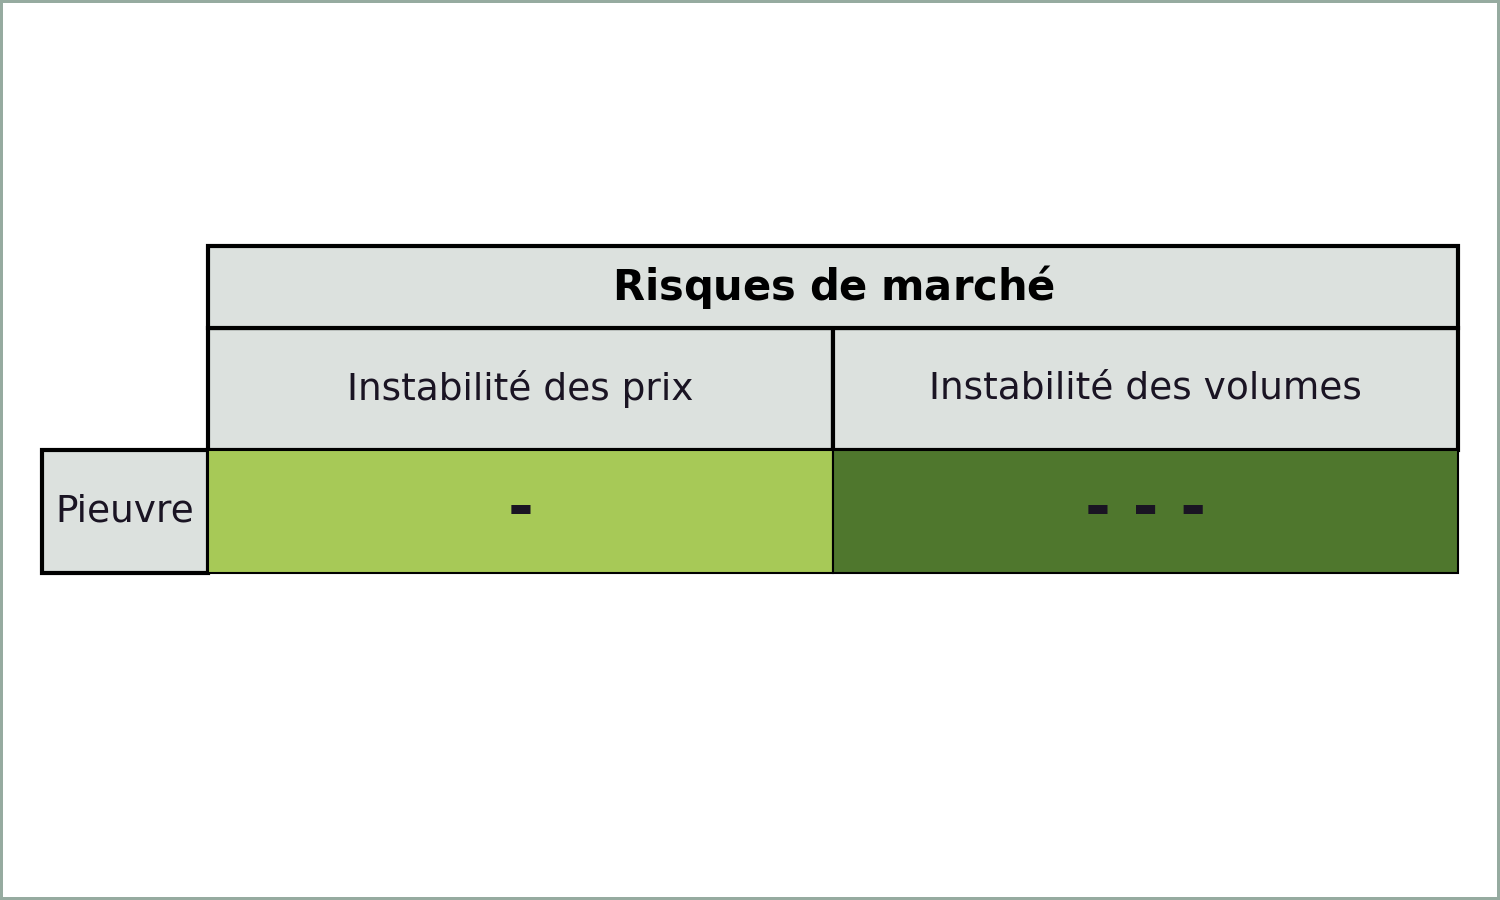 Risques de marché
Instabilité des prix
Instabilité des volumes
Pieuvre
-
- - -